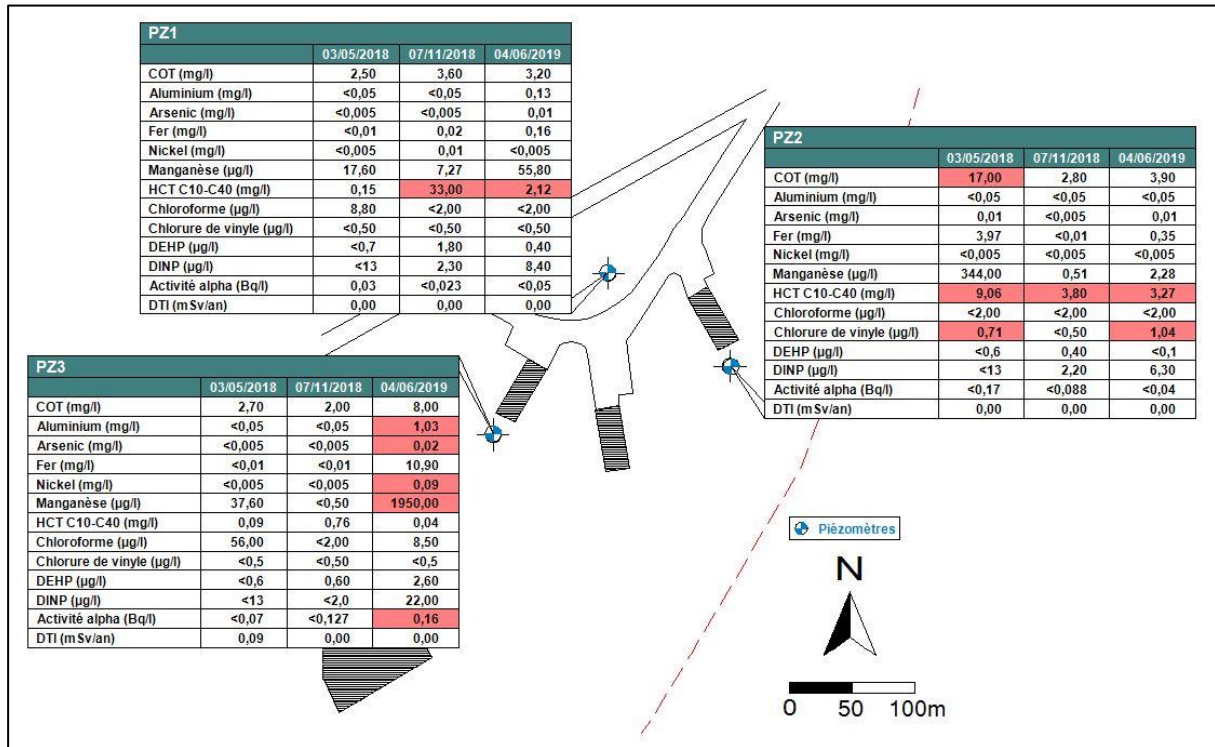 PZ1
03/05/2018 07/11/2018 04/06/2019
COT (mg/l) 2,50 3,60 3,20
Aluminium (mg/l) <0,05 <0,05 0,13
Arsenic (mg/l) <0,005 <0,005 0,01
Fer (mg/l) <0,01 0,02 0,16
Nickel (mg/l) <0,005 0,01 <0,005
Manganèse (µg/l) 17,60 7,27 55,80
HCT C10-C40 (mg/l) 0,15 33,00 2,12
Chloroforme (µg/l) 8,80 <2,00 <2,00
Chlorure de vinyle (µg/l) <0,50 <0,50 <0,50
DEHP (µg/l) <0,7 1,80 0,40
DINP (µg/l) <13 2,30 8,40
Activité alpha (Bq/l) 0,03 <0,023 <0,05
DTI (mSv/an) 0,00 0,00 0,00
PZ2
03/05/2018 07/11/2018 04/06/2019
COT (mg/l) 17,00 2,80 3,90
Aluminium (mg/l) <0,05 <0,05 <0,05
Arsenic (mg/l) 0,01 <0,005 0,01
Fer (mg/l) 3,97 <0,01 0,35
Nickel (mg/l) <0,005 <0,005 <0,005
Manganèse (µg/l) 344,00 0,51 2,28
HCT C10-C40 (mg/l) 9,06 3,80 3,27
Chloroforme (µg/l) <2,00 <2,00 <2,00
Chlorure de vinyle (µg/l) 0,71 <0,50 1,04
DEHP (µg/l) <0,6 0,40 <0,1
DINP (µg/l) <13 2,20 6,30
Activité alpha (Bq/l) <0,17 <0,088 <0,04
DTI (mSv/an) 0,00 0,00 0,00
PZ3
03/05/2018 07/11/2018 04/06/2019
COT (mg/l) 2,70 2,00 8,00
Aluminium (mg/l) <0,05 <0,05 1,03
Arsenic (mg/l) <0,005 <0,005 0,02
Fer (mg/l) <0,01 <0,01 10,90
Nickel (mg/l) <0,005 <0,005 0,09
Manganèse (µg/l) 37,60 <0,50 1950,00
HCT C10-C40 (mg/l) 0,09 0,76 0,04
Chloroforme (µg/l) 56,00 <2,00 8,50
Chlorure de vinyle (µg/l) <0,5 <0,50 <0,5
DEHP (µg/l) <0,6 0,60 2,60
DINP (µg/l) <13 <2,0 22,00
Activité alpha (Bq/l) <0,07 <0,127 0,16
DTI (mSv/an) 0,09 0,00 0,00
Piézomètres
N
0 50 100m